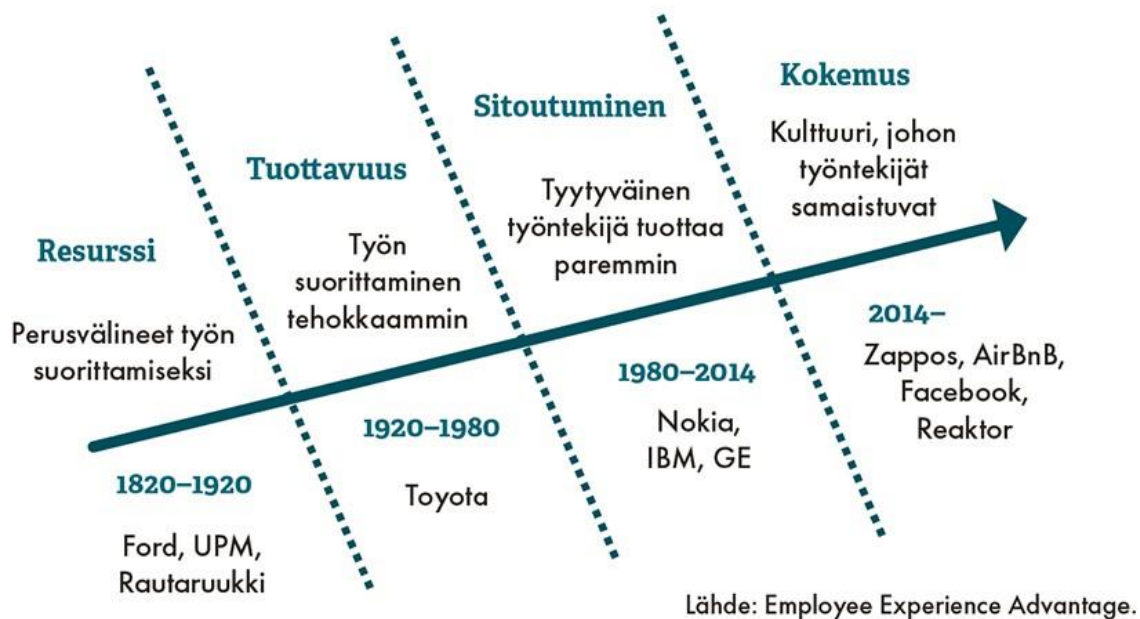 Resurssi
Perusvälineet työn
suorittamiseksi
1820–1920
Ford, UPM,
Rautaruukki
Tuottavuus
Työn
suorittaminen
tehokkaammin
1920–1980
Toyota
Sitoutuminen
Tyytyväinen
työntekijä tuottaa
paremmin
1980–2014
Nokia,
IBM, GE
Kokemus
Kulttuuri, johon
työntekijät
samaistuvat
2014–
Zappos, AirBnB,
Facebook,
Reaktor
Lähde: Employee Experience Advantage.